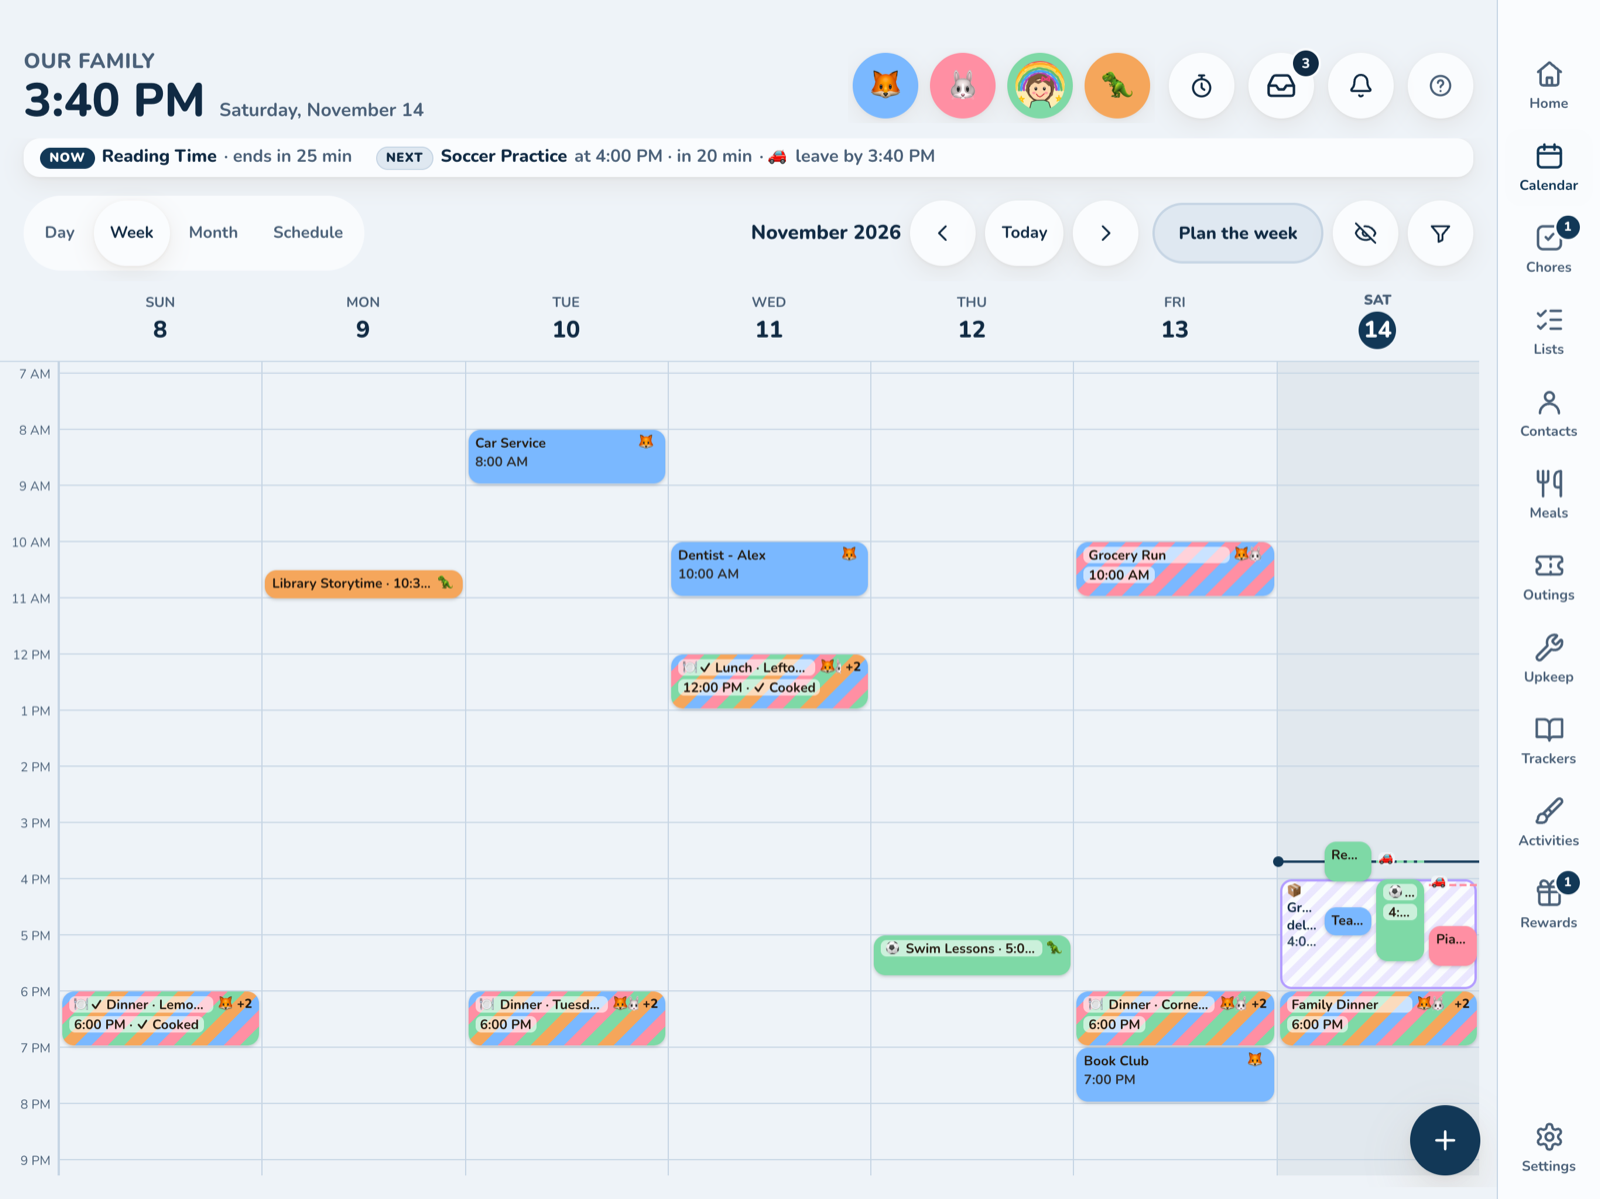 OUR FAMILY
3:40 PM Saturday, November 14
3
NOW Reading Time · ends in 25 min NEXT Soccer Practice at 4:00 PM · in 20 min · leave by 3:40 PM
Day Week Month Schedule
November 2026 Today Plan the week
SUN MON TUE WED THU FRI SAT
8 9 10 11 12 13 14
7 AM
8 AM
Car Service
8:00 AM
9 AM
10 AM
Dentist - Alex
10:00 AM
Grocery Run
10:00 AM
Library Storytime · 10:3...
11 AM
12 PM
✓ Lunch · Lefto... +2
12:00 PM · ✓ Cooked
1 PM
2 PM
3 PM
Re...
4 PM
Gr...
del...
4:0...
Tea...
...
4:...
Pia...
5 PM
Swim Lessons · 5:0...
6 PM
✓ Dinner · Lemo... +2
6:00 PM · ✓ Cooked
Dinner · Tuesd... +2
6:00 PM
Dinner · Corne... +2
6:00 PM
Family Dinner +2
6:00 PM
7 PM
Book Club
7:00 PM
8 PM
9 PM
Home
Calendar
1
Chores
Lists
Contacts
Meals
Outings
Upkeep
Trackers
Activities
1
Rewards
Settings